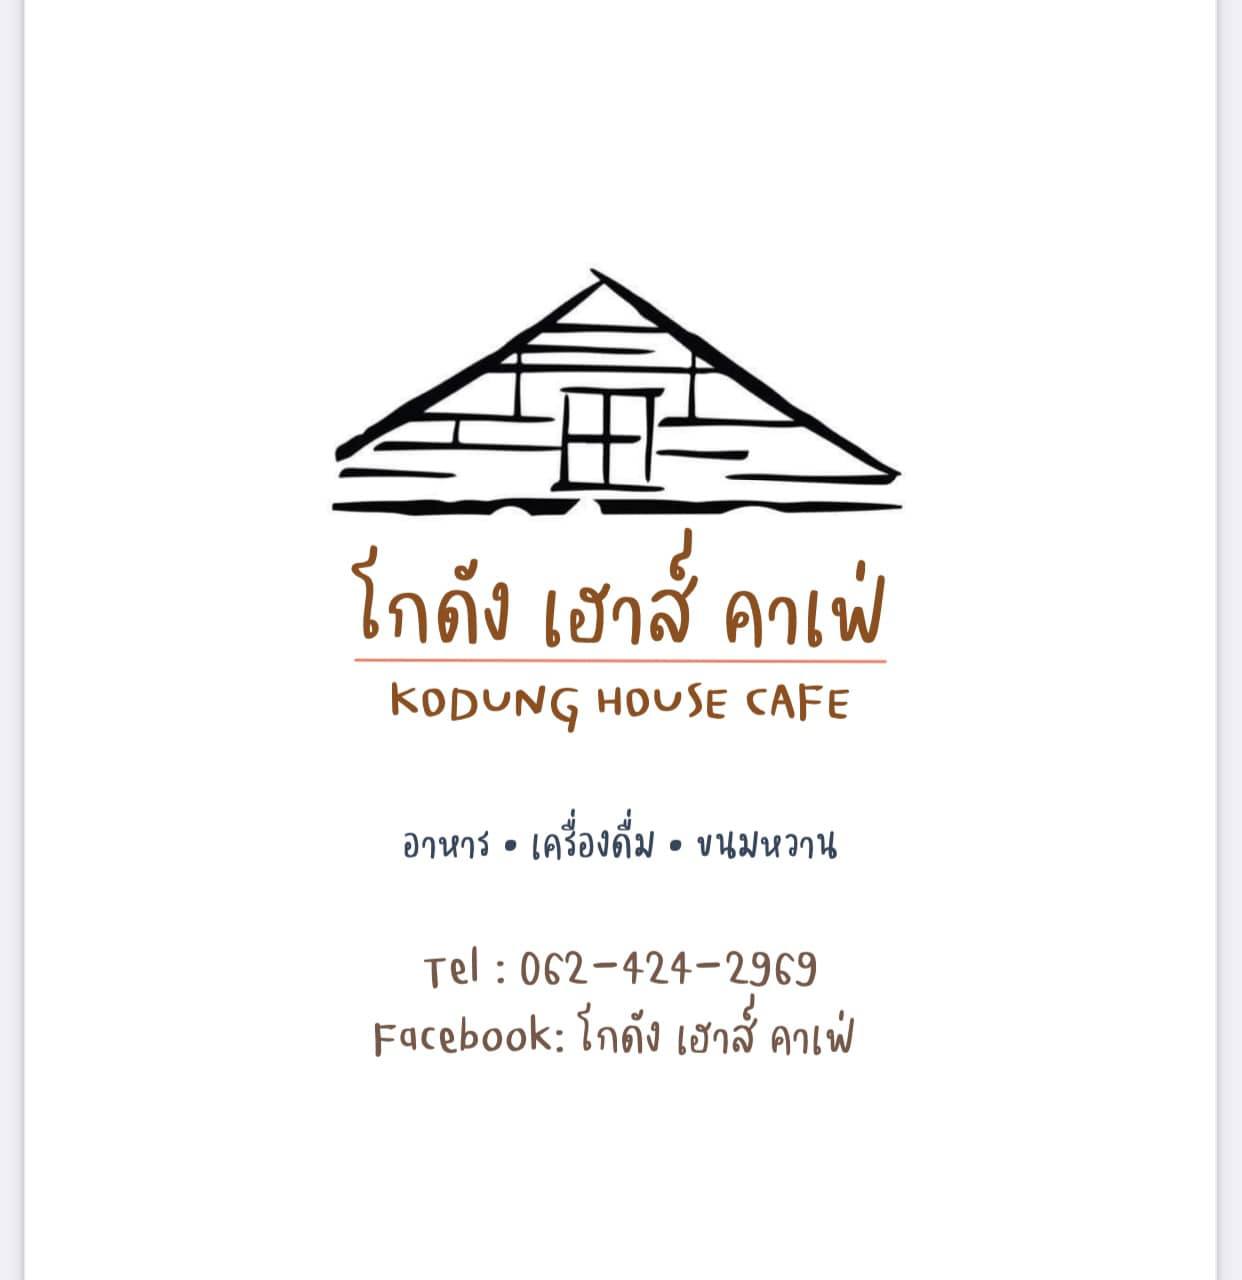 โกดัง เฮาส์ คาเฟ่
KODUNG HOUSE CAFE
อาหาร • เครื่องดื่ม • ขนมหวาน
Tel : 062-424-2969
Facebook: โกดัง เฮาส์ คาเฟ่